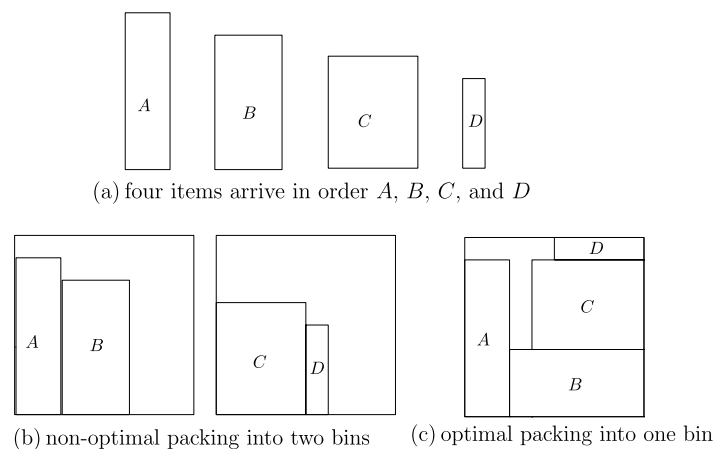 A
B
C
D
(a) four items arrive in order A, B, C, and D
A
B
C
D
D
C
A
B
(b) non-optimal packing into two bins
(c) optimal packing into one bin